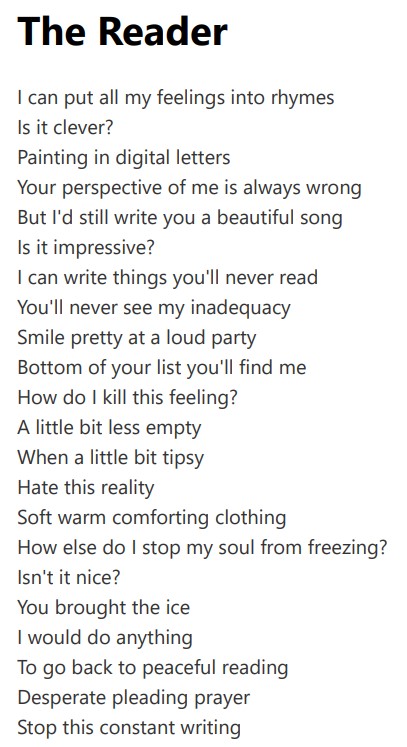 The Reader
I can put all my feelings into rhymes
Is it clever?
Painting in digital letters
Your perspective of me is always wrong
But I'd still write you a beautiful song
Is it impressive?
I can write things you'll never read
You'll never see my inadequacy
Smile pretty at a loud party
Bottom of your list you'll find me
How do I kill this feeling?
A little bit less empty
When a little bit tipsy
Hate this reality
Soft warm comforting clothing
How else do I stop my soul from freezing?
Isn't it nice?
You brought the ice
I would do anything
To go back to peaceful reading
Desperate pleading prayer
Stop this constant writing